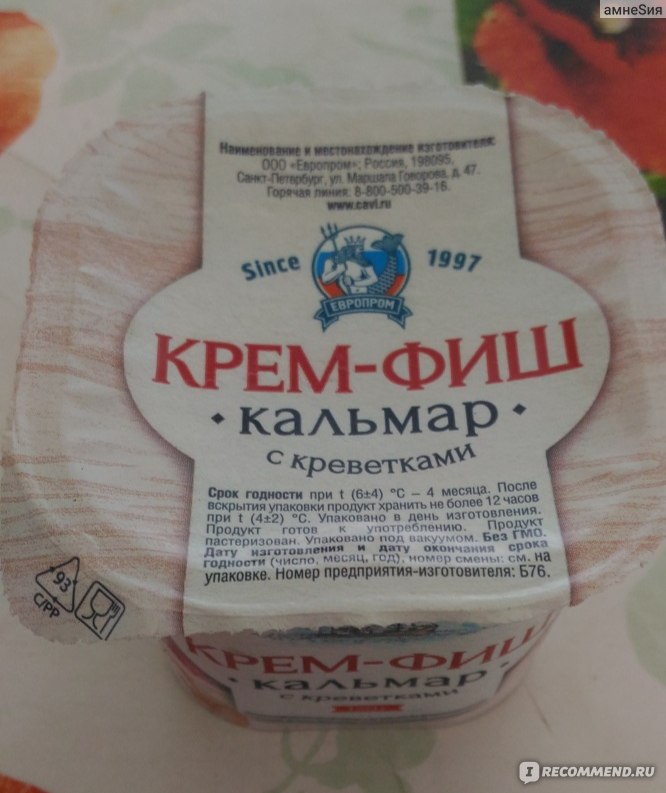 амнеSия
Наименование и местонахождение изготовителя:
ООО «Европром»; Россия, 198095,
Санкт-Петербург, ул. Маршала Говорова, д. 47.
Горячая линия: 8-800-500-39-16.
www.cavi.ru
Since 1997
ЕВРОПРОМ
КРЕМ-ФИШ
• кальмар •
с креветками
Срок годности при t (6±4) °С – 4 месяца. После
вскрытия упаковки продукт хранить не более 12 часов
при t (4±2) °С. Упаковано в день изготовления.
Продукт готов к употреблению. Продукт
пастеризован. Упаковано под вакуумом. Без ГМО.
Дату изготовления и дату окончания срока
годности (число, месяц, год), номер смены: см. на
упаковке. Номер предприятия-изготовителя: Б76.
93
C/PP
КРЕМ-ФИШ
• кальмар •
с креветками
I RECOMMEND.RU